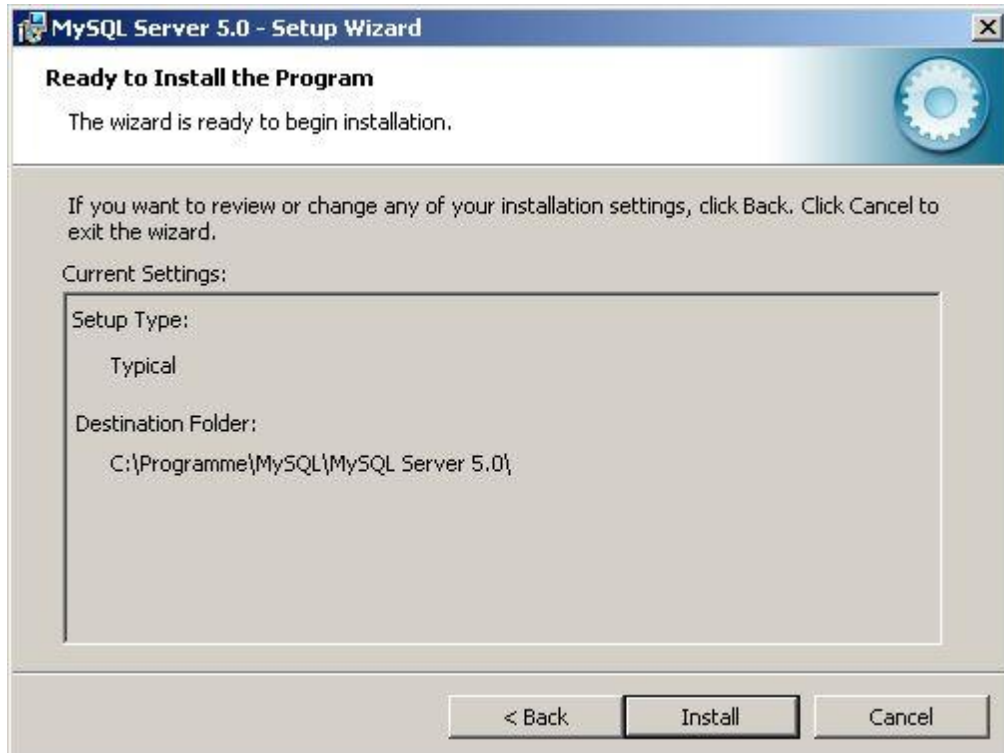 MySQL Server 5.0 - Setup Wizard
Ready to Install the Program
The wizard is ready to begin installation.
If you want to review or change any of your installation settings, click Back. Click Cancel to
exit the wizard.
Current Settings:
Setup Type:
Typical
Destination Folder:
C:\Programme\MySQL\MySQL Server 5.0\
< Back Install Cancel